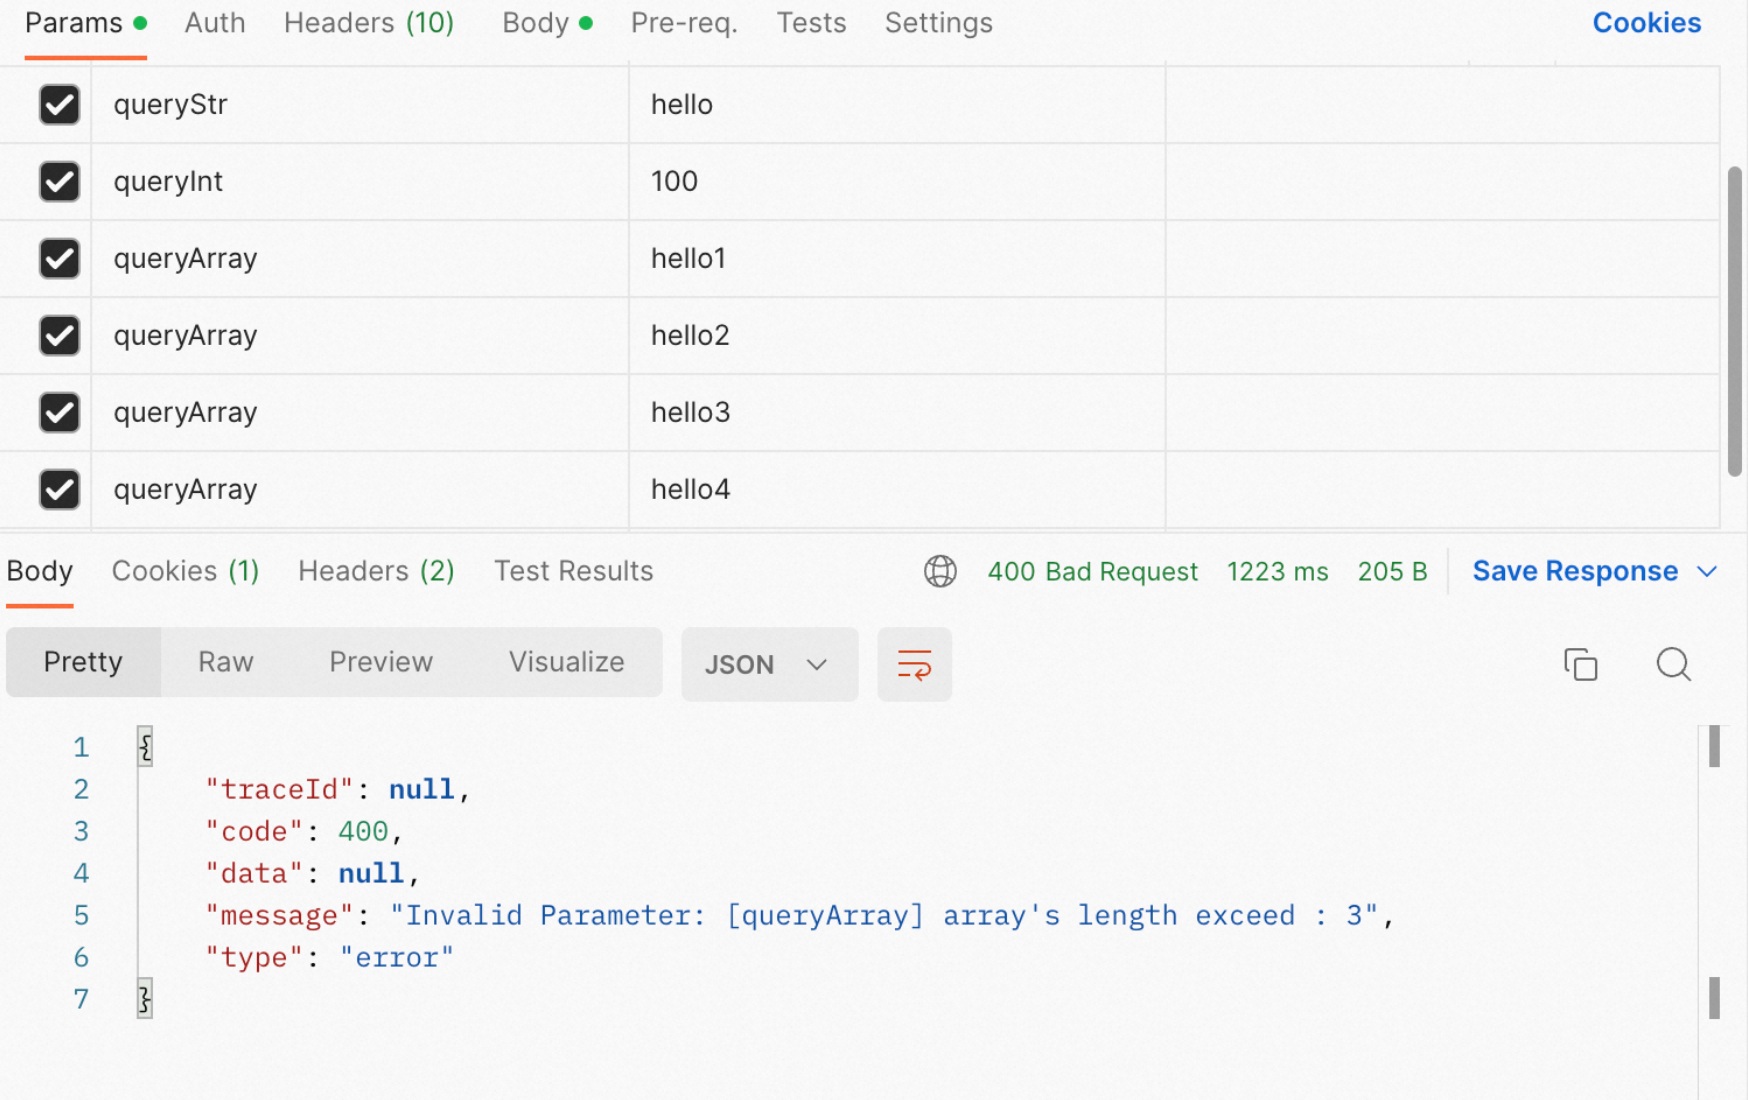 Params Auth Headers (10) Body Pre-req. Tests Settings Cookies
queryStr hello
queryInt 100
queryArray hello1
queryArray hello2
queryArray hello3
queryArray hello4
Body Cookies (1) Headers (2) Test Results 400 Bad Request 1223 ms 205 B Save Response
Pretty Raw Preview Visualize JSON
1 {
2 "traceId": null,
3 "code": 400,
4 "data": null,
5 "message": "Invalid Parameter: [queryArray] array's length exceed : 3",
6 "type": "error"
7 }